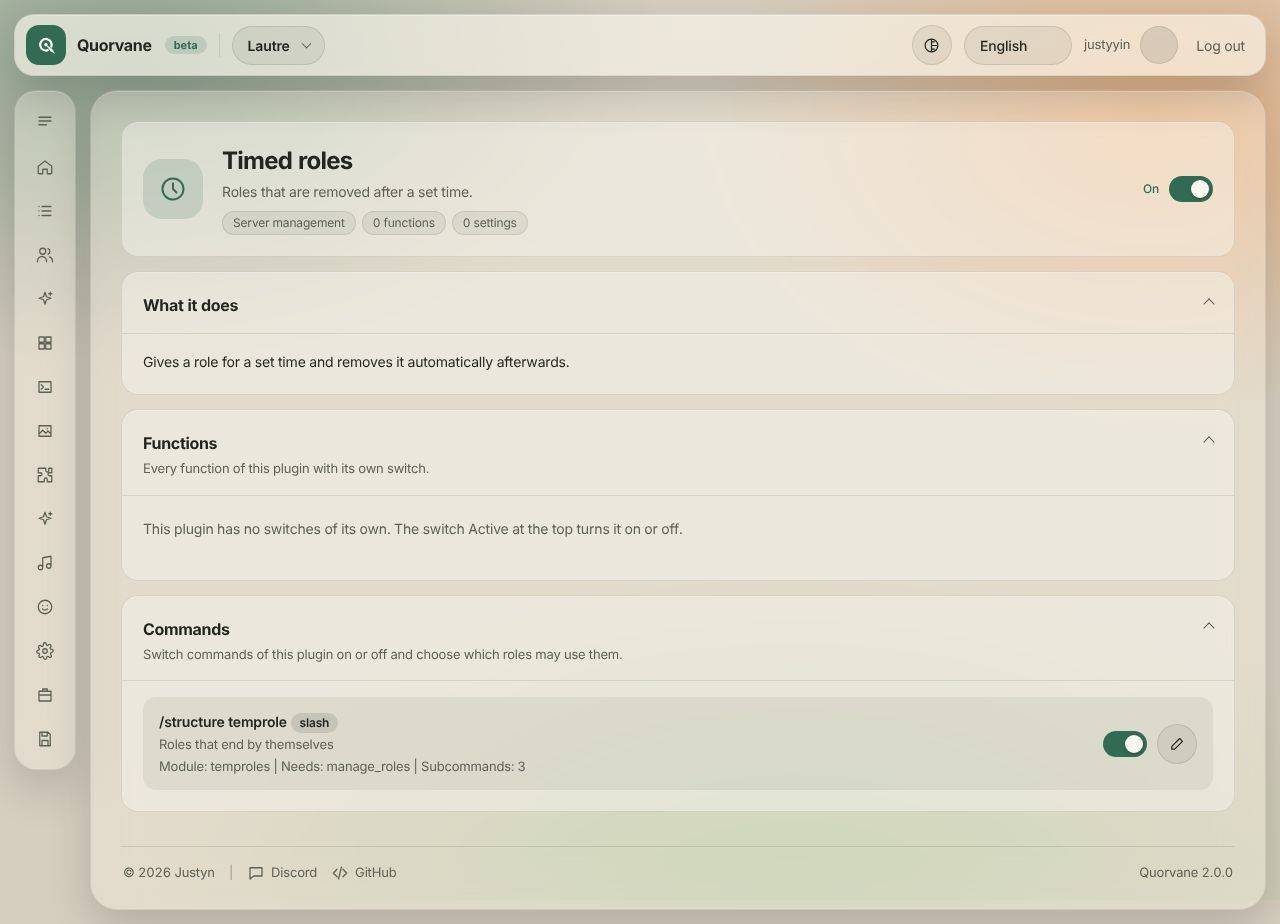 Quorvane
beta
Lautre
English
justyyin
Log out
Timed roles
Roles that are removed after a set time.
Server management
0 functions
0 settings
On
What it does
Gives a role for a set time and removes it automatically afterwards.
Functions
Every function of this plugin with its own switch.
This plugin has no switches of its own. The switch Active at the top turns it on or off.
Commands
Switch commands of this plugin on or off and choose which roles may use them.
/structure temprole slash
Roles that end by themselves
Module: temproles | Needs: manage_roles | Subcommands: 3
© 2026 Justyn | Discord GitHub
Quorvane 2.0.0